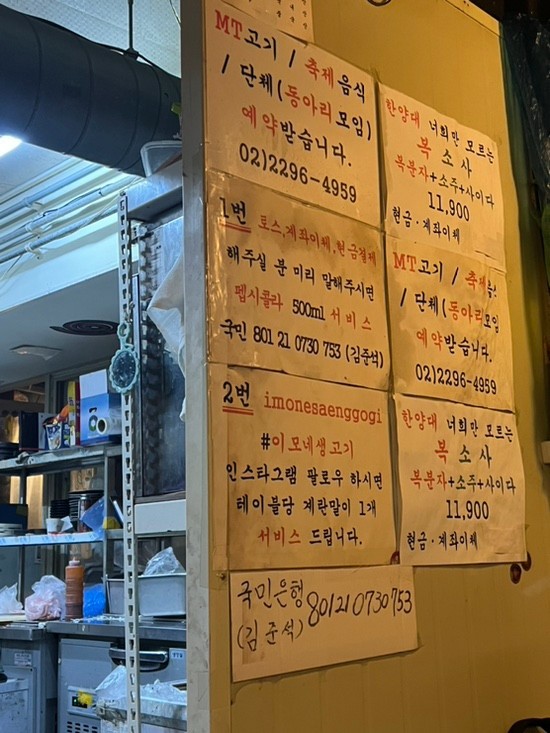 MT고기 / 축제음식
/ 단체(동아리모임)
예약받습니다.
02)2296-4959
1번 토스,계좌이체,현금결제
해주실 분 미리 말해주시면
펩시콜라 500ml 서비스
국민 801 21 0730 753 (김준석)
2번 imonesaenggogi
#이모네생고기
인스타그램 팔로우 하시면
테이블당 계란말이 1개
서비스 드립니다.
국민은행 801210730753
(김준석)
한양대 너희만 모르는
복 소 사
복분자+소주+사이다
11,900
현금·계좌이체
MT고기 / 축제
/ 단체(동아리모임
예약받습니다.
02)2296-4959
한양대 너희만 모르는
복 소 사
복분자+소주+사이다
11,900
현금·계좌이체